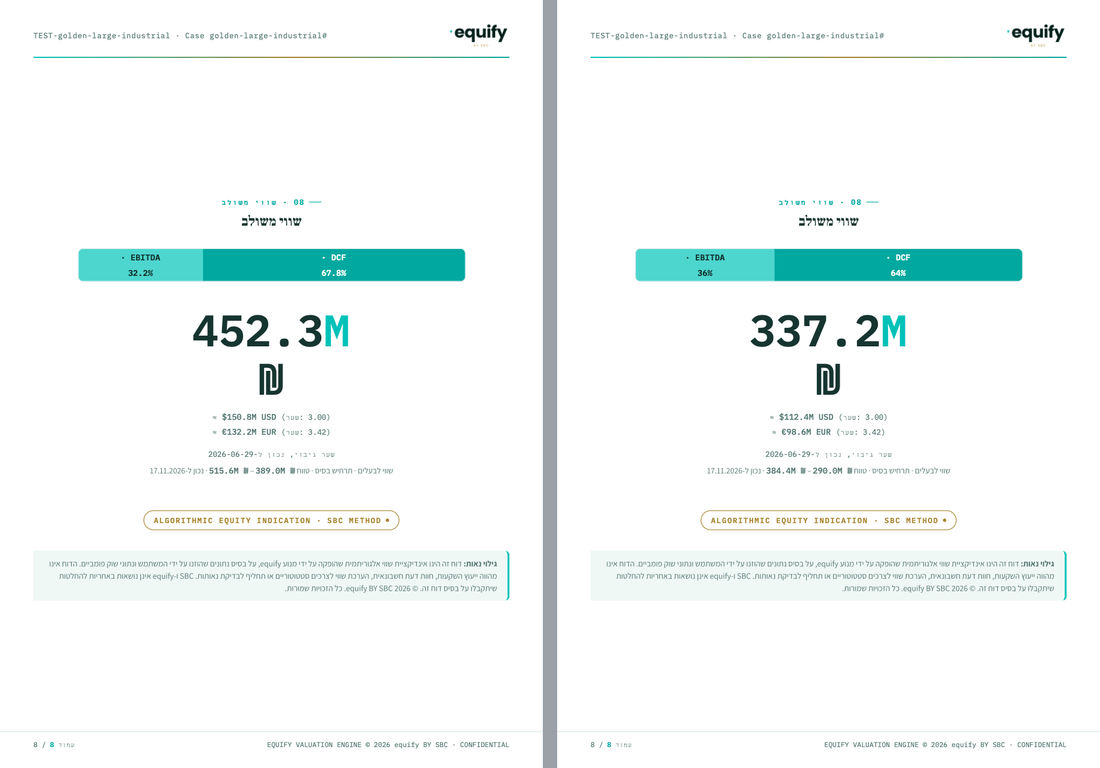 TEST-golden-large-industrial · Case golden-large-industrial#
equify
BY SBC
08 · שווי משולב
שווי משולב
· EBITDA
32.2%
· DCF
67.8%
452.3M
₪
≈ $150.8M USD (שער: 3.00)
≈ €132.2M EUR (שער: 3.42)
שער גיבוי, נכון ל-2026-06-29
שווי לבעלים · תרחיש בסיס · טווח ₪ 389.0M – ₪ 515.6M · נכון ל-17.11.2026
ALGORITHMIC EQUITY INDICATION · SBC METHOD
גילוי נאות: דוח זה הינו אינדיקציית שווי אלגוריתמית שהופקה על ידי מנוע equify, על בסיס נתונים שהוזנו על ידי המשתמש ונתוני שוק פומביים. הדוח אינו
מהווה ייעוץ השקעות, חוות דעת חשבונאית, הערכת שווי לצרכים סטטוטוריים או תחליף לבדיקת נאותות. SBC ו-equify אינן נושאות באחריות להחלטות
שיתקבלו על בסיס דוח זה. © 2026 equify BY SBC. כל הזכויות שמורות.
עמוד 8 / 8
EQUIFY VALUATION ENGINE © 2026 equify BY SBC · CONFIDENTIAL
TEST-golden-large-industrial · Case golden-large-industrial#
equify
BY SBC
08 · שווי משולב
שווי משולב
· EBITDA
36%
· DCF
64%
337.2M
₪
≈ $112.4M USD (שער: 3.00)
≈ €98.6M EUR (שער: 3.42)
שער גיבוי, נכון ל-2026-06-29
שווי לבעלים · תרחיש בסיס · טווח ₪ 290.0M – ₪ 384.4M · נכון ל-17.11.2026
ALGORITHMIC EQUITY INDICATION · SBC METHOD
גילוי נאות: דוח זה הינו אינדיקציית שווי אלגוריתמית שהופקה על ידי מנוע equify, על בסיס נתונים שהוזנו על ידי המשתמש ונתוני שוק פומביים. הדוח אינו
מהווה ייעוץ השקעות, חוות דעת חשבונאית, הערכת שווי לצרכים סטטוטוריים או תחליף לבדיקת נאותות. SBC ו-equify אינן נושאות באחריות להחלטות
שיתקבלו על בסיס דוח זה. © 2026 equify BY SBC. כל הזכויות שמורות.
עמוד 8 / 8
EQUIFY VALUATION ENGINE © 2026 equify BY SBC · CONFIDENTIAL